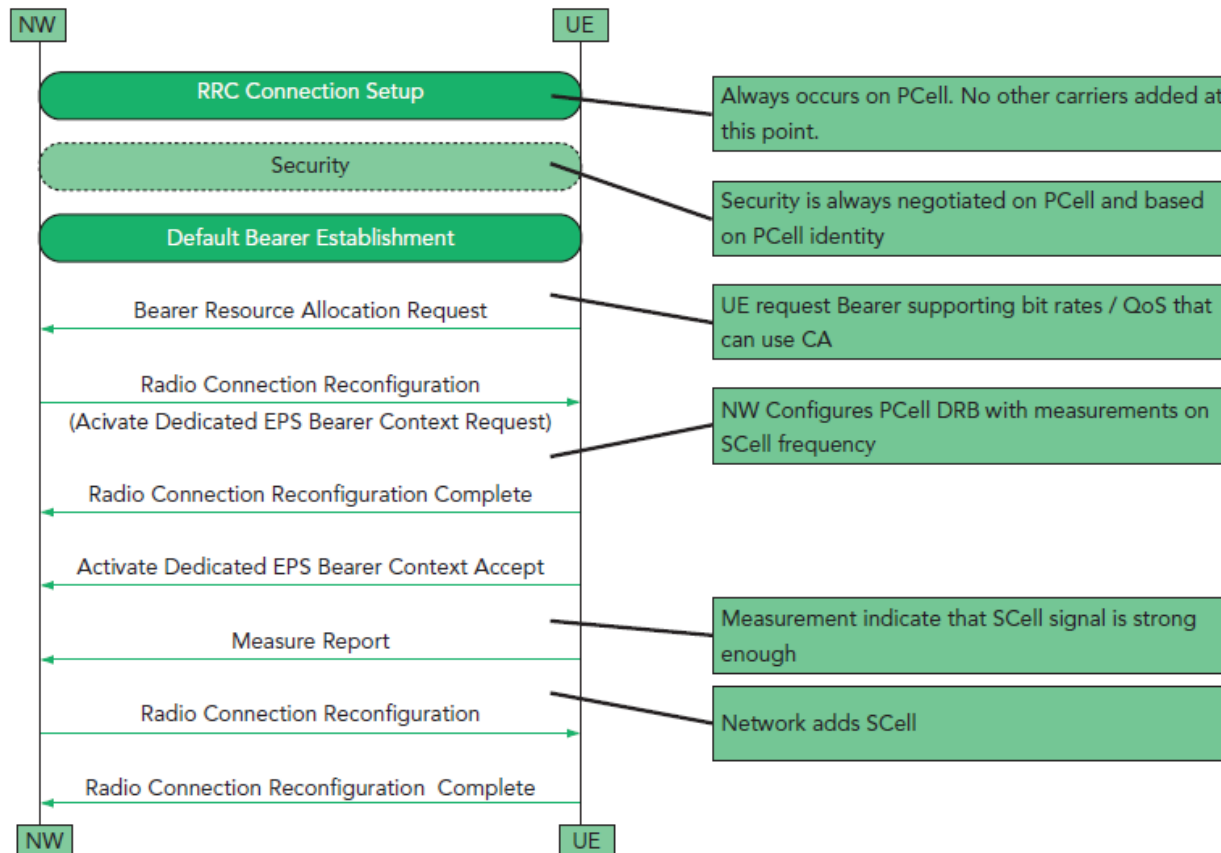 NW
UE
RRC Connection Setup
Always occurs on PCell. No other carriers added at
this point.
Security
Security is always negotiated on PCell and based
on PCell identity
Default Bearer Establishment
UE request Bearer supporting bit rates / QoS that
can use CA
Bearer Resource Allocation Request
Radio Connection Reconfiguration
(Acivate Dedicated EPS Bearer Context Request)
NW Configures PCell DRB with measurements on
SCell frequency
Radio Connection Reconfiguration Complete
Activate Dedicated EPS Bearer Context Accept
Measurement indicate that SCell signal is strong
enough
Measure Report
Radio Connection Reconfiguration
Network adds SCell
Radio Connection Reconfiguration Complete
NW
UE